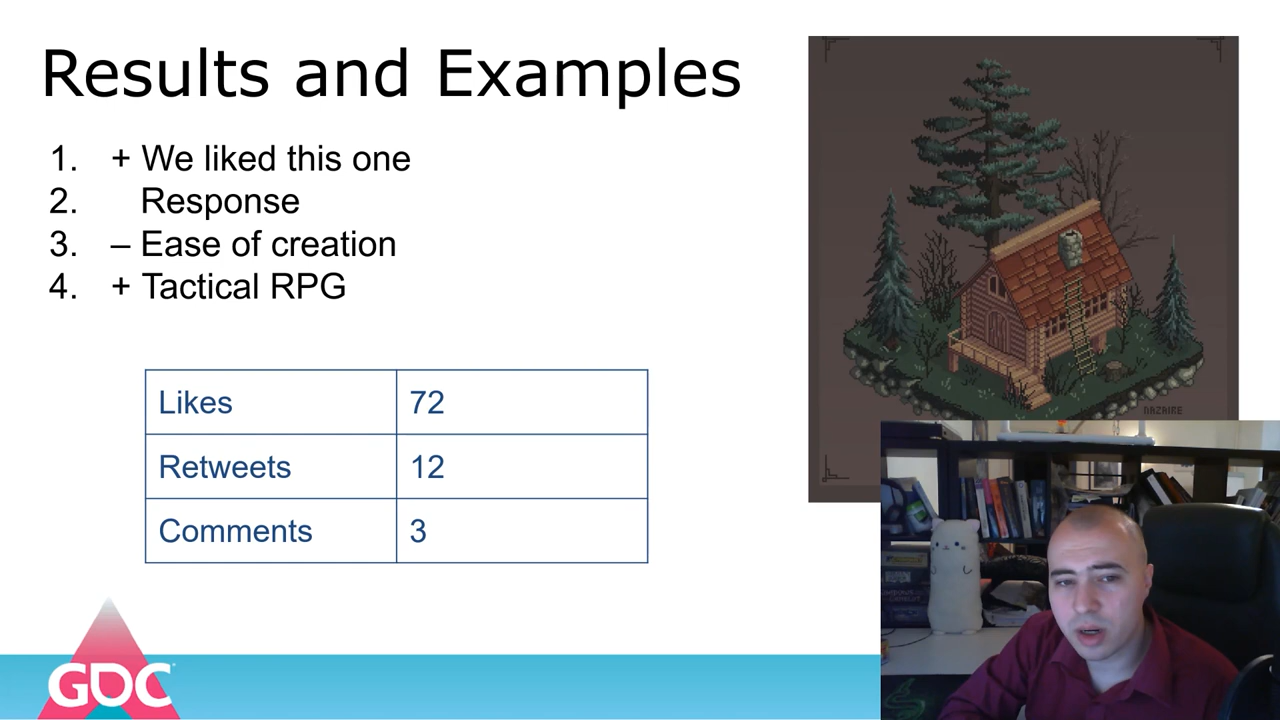 Results and Examples
1. + We liked this one
2. Response
3. – Ease of creation
4. + Tactical RPG
Likes 72
Retweets 12
Comments 3
NAZAIRE
GDC